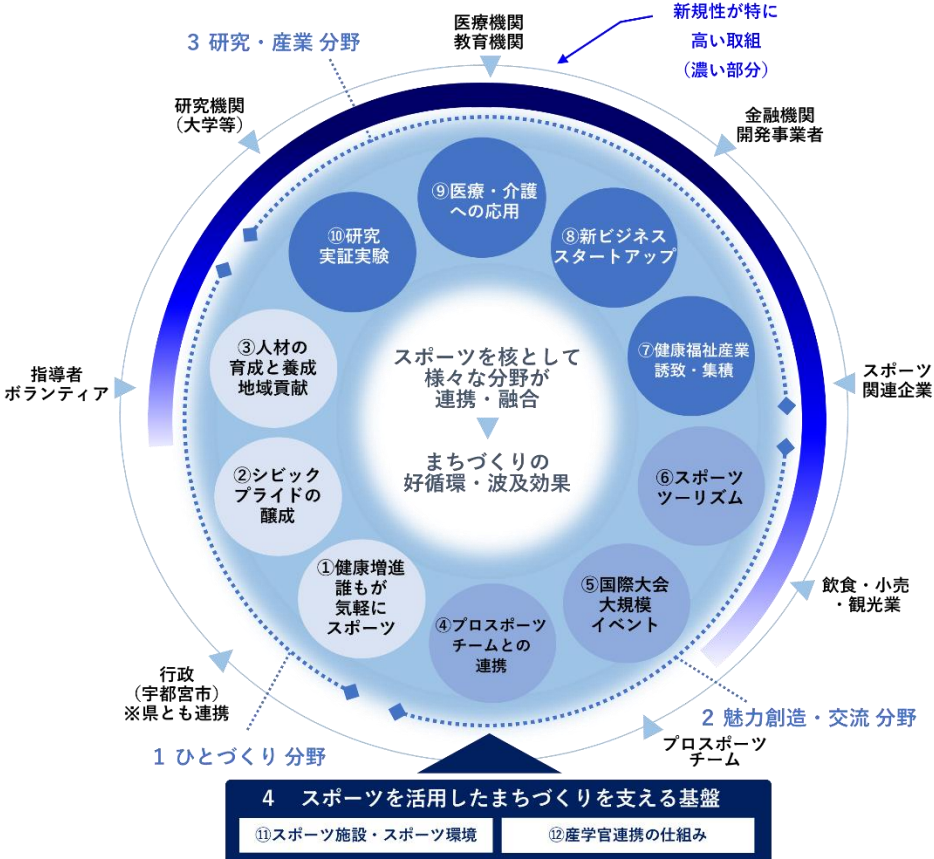 医療機関
教育機関
新規性が特に
高い取組
（濃い部分）
3 研究・産業 分野
研究機関
（大学等）
金融機関
開発事業者
⑨医療・介護
への応用
⑩研究
実証実験
⑧新ビジネス
スタートアップ
③人材の
育成と養成
地域貢献
⑦健康福祉産業
誘致・集積
指導者
ボランティア
スポーツ
関連企業
スポーツを核として
様々な分野が
連携・融合
まちづくりの
好循環・波及効果
②シビック
プライドの
醸成
⑥スポーツ
ツーリズム
①健康増進
誰もが
気軽に
スポーツ
④プロスポーツ
チームとの
連携
⑤国際大会
大規模
イベント
飲食・小売
・観光業
行政
（宇都宮市）
※県とも連携
1 ひとづくり 分野
2 魅力創造・交流 分野
プロスポーツ
チーム
4 スポーツを活用したまちづくりを支える基盤
⑪スポーツ施設・スポーツ環境
⑫産学官連携の仕組み